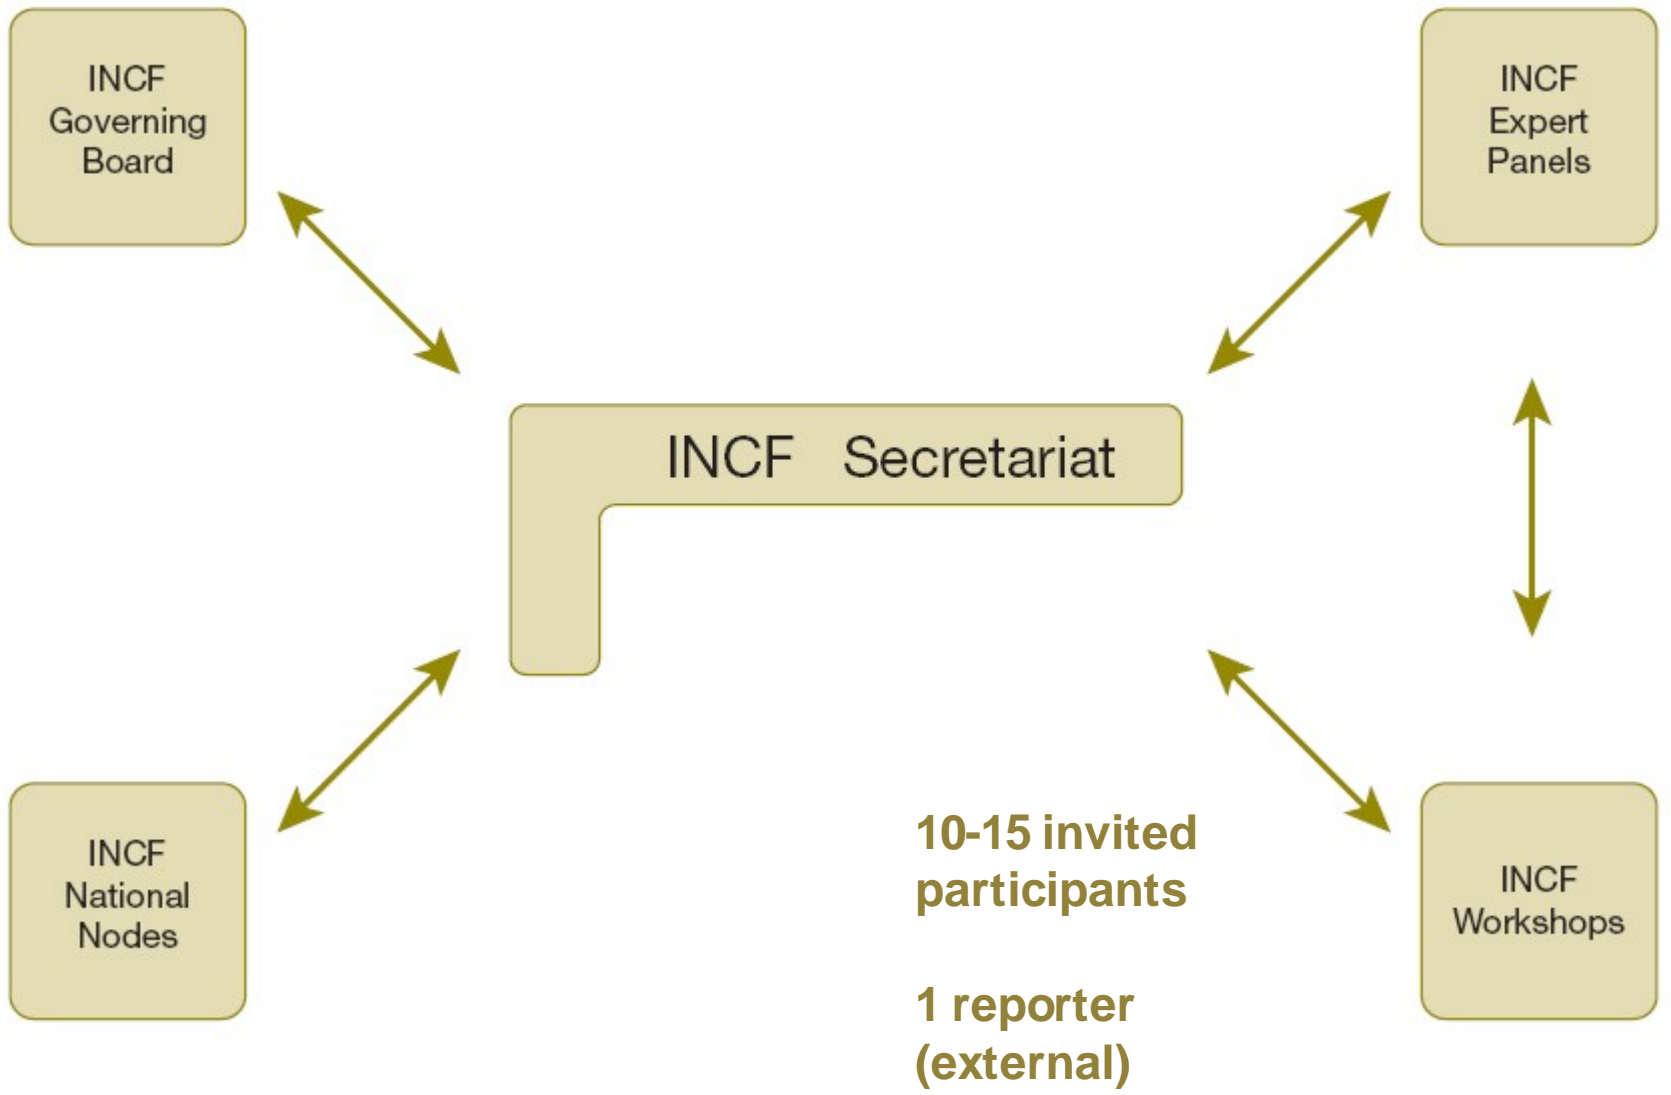 INCF
Governing
Board
INCF
Expert
Panels
INCF Secretariat
INCF
National
Nodes
10-15 invited
participants
1 reporter
(external)
INCF
Workshops